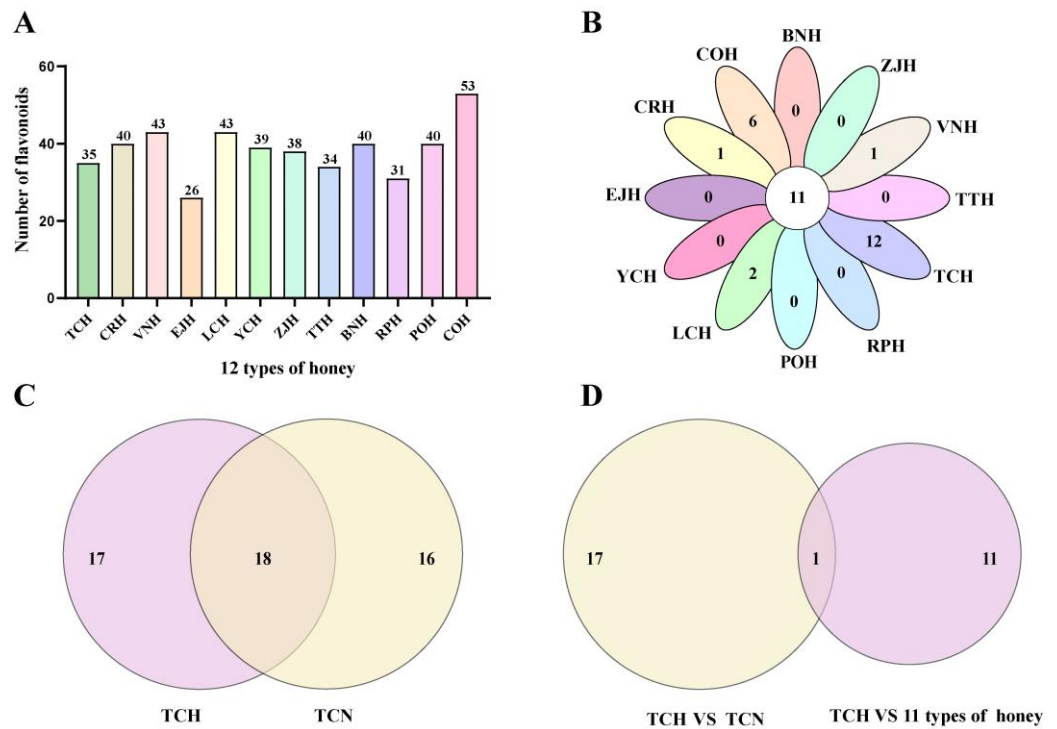 A
Number of flavonoids
60
40
20
0
35
40
43
26
43
39
38
34
40
31
40
53
TCH
CRH
VNH
EJH
LCH
YCH
ZJH
TTH
BNH
RPH
POH
COH
12 types of honey
B
BNH
ZJH
VNH
TTH
TCH
RPH
POH
LCH
YCH
EJH
CRH
COH
0
0
1
0
12
0
0
2
0
0
1
6
11
C
17
18
16
TCH
TCN
D
17
1
11
TCH VS TCN
TCH VS 11 types of honey